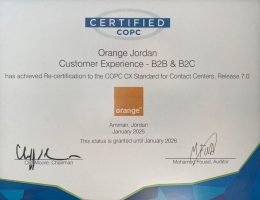 CERTIFIED
COPC
Orange Jordan
Customer Experience - B2B & B2C
has achieved Re-certification to the COPC CX Standard for Contact Centers, Release 7.0
orange
Amman, Jordan
January 2025
This status is granted until January 2026
Moore, Chairman
Mohamed Fouad, Auditor